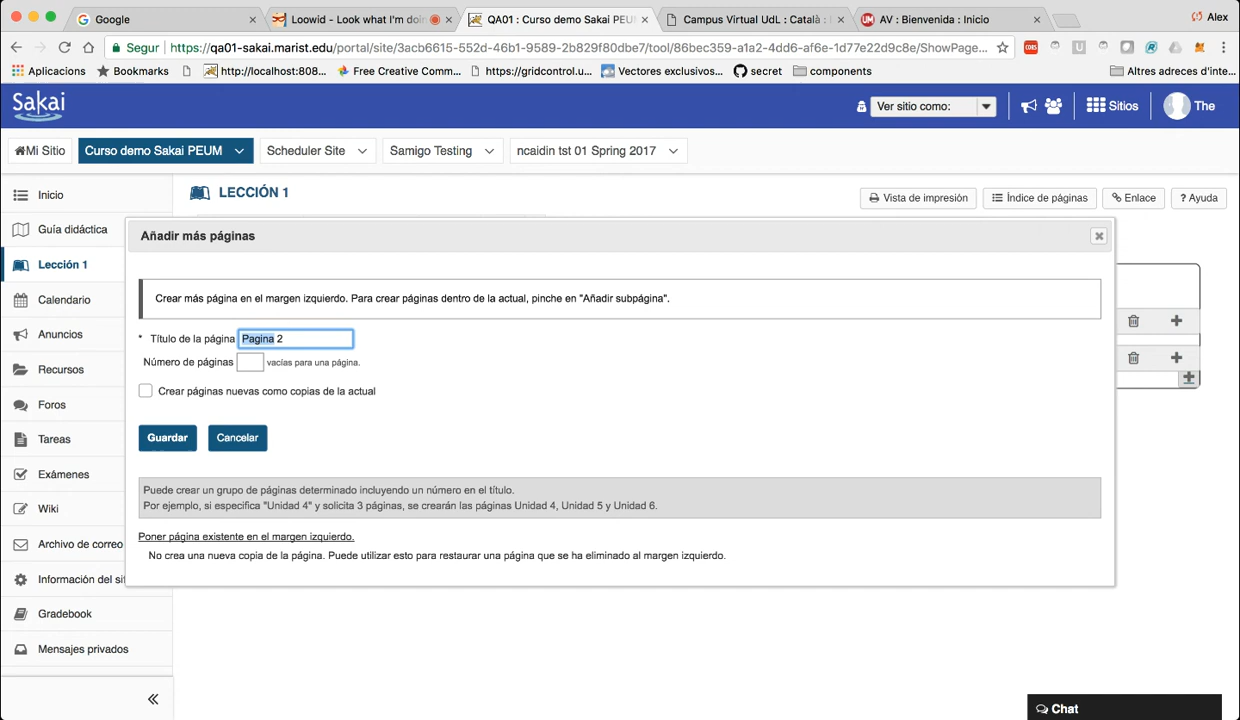 Google
Loowid - Look what I'm doin
QA01 : Curso demo Sakai PEU
Campus Virtual UdL : Català :
AV : Bienvenida : Inicio
Alex
Segur
https://qa01-sakai.marist.edu/portal/site/3acb6615-552d-46b1-9589-2b829f80dbe7/tool/86bec359-a1a2-4dd6-af6e-1d77e22d9c8e/ShowPage...
Aplicacions
Bookmarks
http://localhost:808...
Free Creative Comm...
https://gridcontrol.u...
Vectores exclusivos...
secret
components
Altres adreces d'inte...
Sakai
Ver sitio como:
Sitios
The
Mi Sitio
Curso demo Sakai PEUM
Scheduler Site
Samigo Testing
ncaidin tst 01 Spring 2017
Inicio
Guía didáctica
Lección 1
Calendario
Anuncios
Recursos
Foros
Tareas
Exámenes
Wiki
Archivo de correo
Información del sit
Gradebook
Mensajes privados
LECCIÓN 1
Vista de impresión
Índice de páginas
Enlace
? Ayuda
Añadir más páginas
Crear más página en el margen izquierdo. Para crear páginas dentro de la actual, pinche en "Añadir subpágina".
* Título de la página Pagina 2
Número de páginas vacías para una página.
Crear páginas nuevas como copias de la actual
Guardar
Cancelar
Puede crear un grupo de páginas determinado incluyendo un número en el título.
Por ejemplo, si especifica "Unidad 4" y solicita 3 páginas, se crearán las páginas Unidad 4, Unidad 5 y Unidad 6.
Poner página existente en el margen izquierdo.
No crea una nueva copia de la página. Puede utilizar esto para restaurar una página que se ha eliminado al margen izquierdo.
Chat